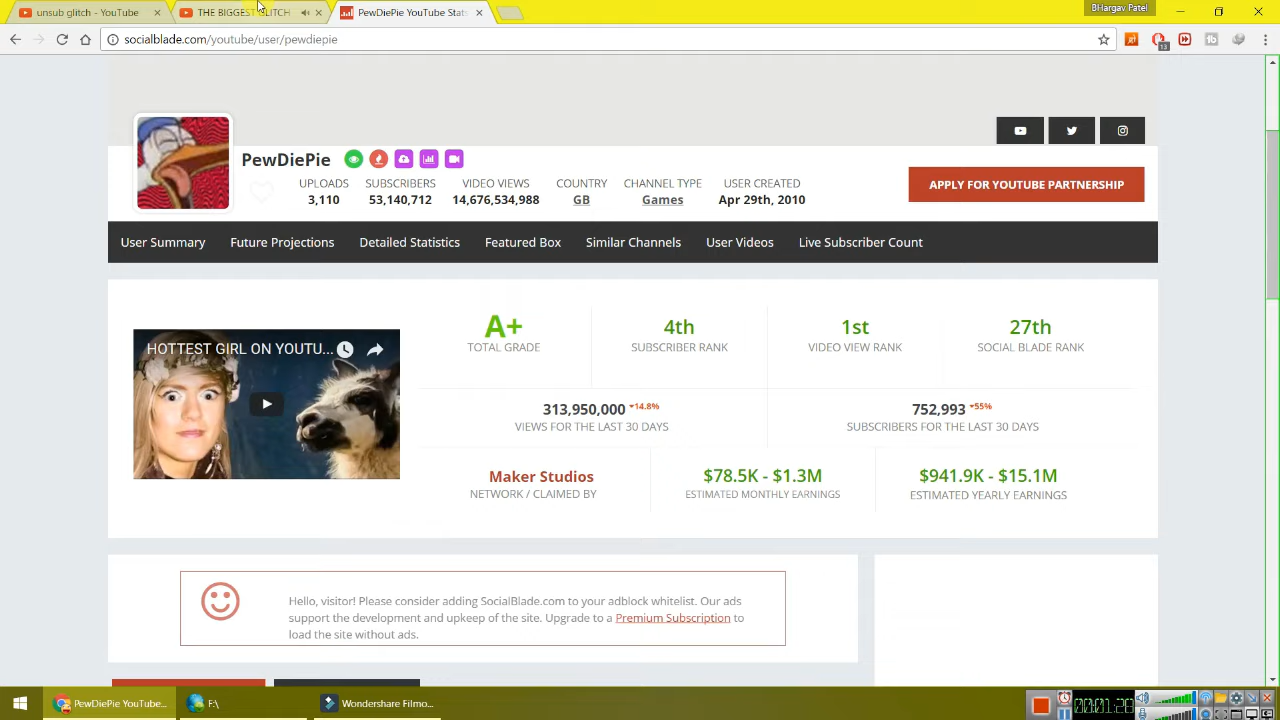 unsub glitch - YouTube
THE BIGGEST GLITCH
PewDiePie YouTube Stats
BHargav Patel
socialblade.com/youtube/user/pewdiepie
13
PewDiePie
UPLOADS SUBSCRIBERS VIDEO VIEWS COUNTRY CHANNEL TYPE USER CREATED
3,110 53,140,712 14,676,534,988 GB Games Apr 29th, 2010
APPLY FOR YOUTUBE PARTNERSHIP
User Summary Future Projections Detailed Statistics Featured Box Similar Channels User Videos Live Subscriber Count
HOTTEST GIRL ON YOUTU...
A+ 4th 1st 27th
TOTAL GRADE SUBSCRIBER RANK VIDEO VIEW RANK SOCIAL BLADE RANK
313,950,000 14.8% 752,993 55%
VIEWS FOR THE LAST 30 DAYS SUBSCRIBERS FOR THE LAST 30 DAYS
Maker Studios $78.5K - $1.3M $941.9K - $15.1M
NETWORK / CLAIMED BY ESTIMATED MONTHLY EARNINGS ESTIMATED YEARLY EARNINGS
Hello, visitor! Please consider adding SocialBlade.com to your adblock whitelist. Our ads
support the development and upkeep of the site. Upgrade to a Premium Subscription to
load the site without ads.
PewDiePie YouTube... F:\ Wondershare Filmo... 00:01:28